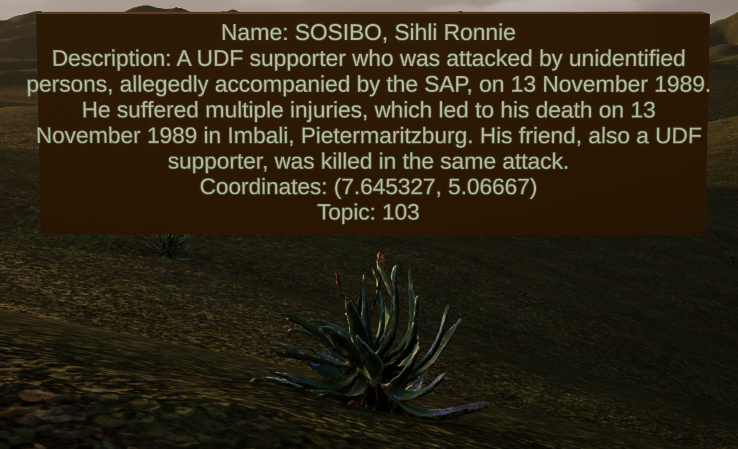 Name: SOSIBO, Sihli Ronnie
Description: A UDF supporter who was attacked by unidentified
persons, allegedly accompanied by the SAP, on 13 November 1989.
He suffered multiple injuries, which led to his death on 13
November 1989 in Imbali, Pietermaritzburg. His friend, also a UDF
supporter, was killed in the same attack.
Coordinates: (7.645327, 5.06667)
Topic: 103